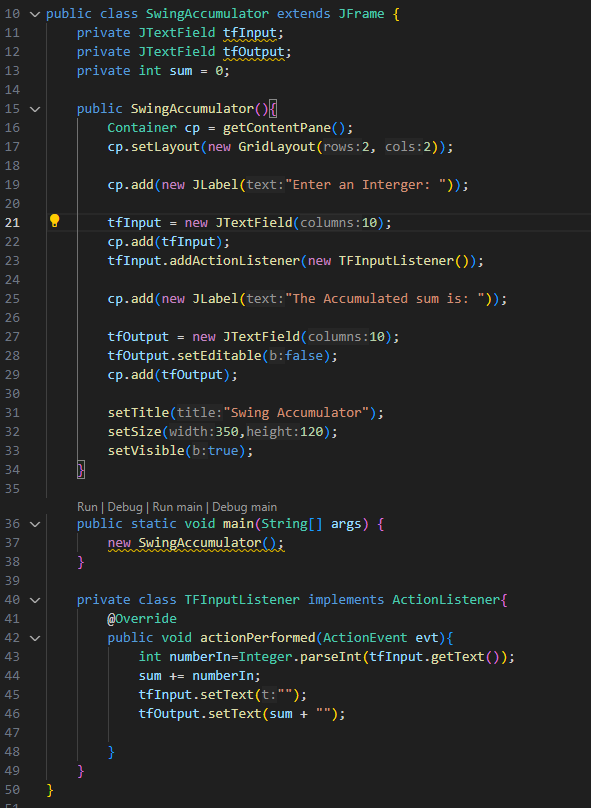 10 public class SwingAccumulator extends JFrame {
11 private JTextField tfInput;
12 private JTextField tfOutput;
13 private int sum = 0;
14
15 public SwingAccumulator(){
16 Container cp = getContentPane();
17 cp.setLayout(new GridLayout(rows:2, cols:2));
18
19 cp.add(new JLabel(text:"Enter an Interger: "));
20
21 tfInput = new JTextField(columns:10);
22 cp.add(tfInput);
23 tfInput.addActionListener(new TFInputListener());
24
25 cp.add(new JLabel(text:"The Accumulated sum is: "));
26
27 tfOutput = new JTextField(columns:10);
28 tfOutput.setEditable(b:false);
29 cp.add(tfOutput);
30
31 setTitle(title:"Swing Accumulator");
32 setSize(width:350,height:120);
33 setVisible(b:true);
34 }
35
Run | Debug | Run main | Debug main
36 public static void main(String[] args) {
37 new SwingAccumulator();
38 }
39
40 private class TFInputListener implements ActionListener{
41 @Override
42 public void actionPerformed(ActionEvent evt){
43 int numberIn=Integer.parseInt(tfInput.getText());
44 sum += numberIn;
45 tfInput.setText(t:"");
46 tfOutput.setText(sum + "");
47
48 }
49 }
50 }
51